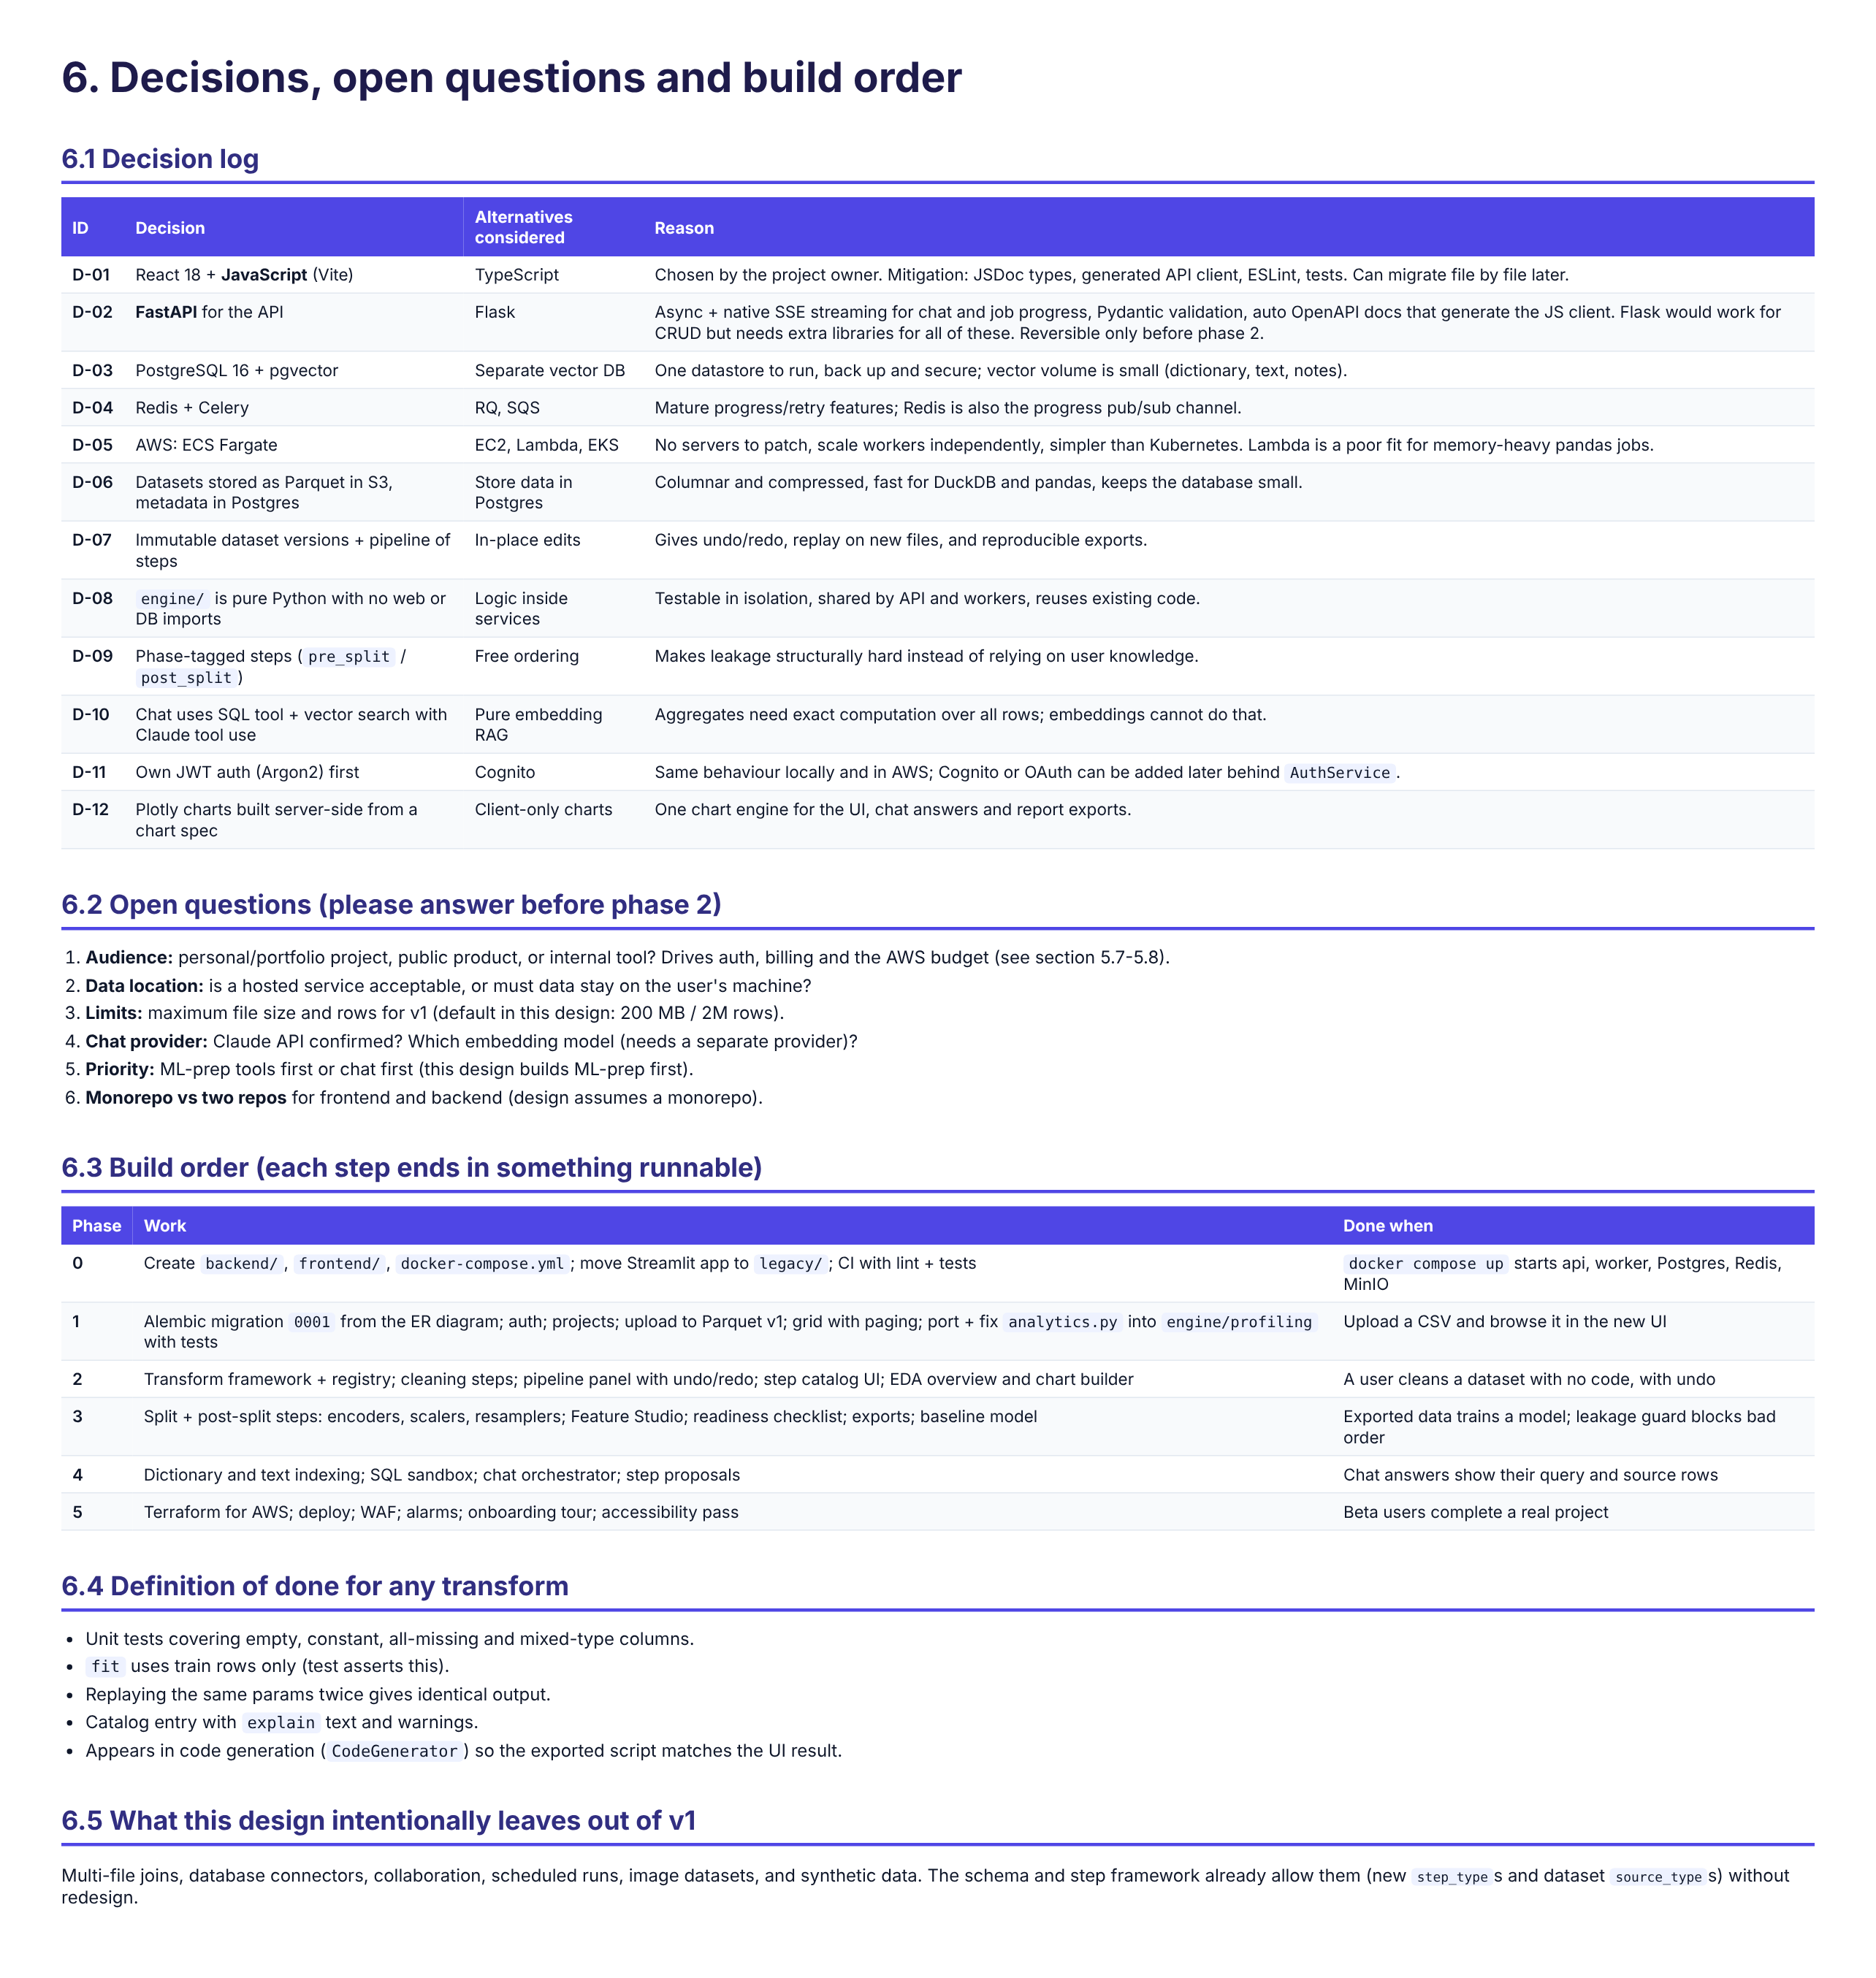 6. Decisions, open questions and build order
6.1 Decision log
ID Decision Alternatives considered Reason
D-01 React 18 + JavaScript (Vite) TypeScript Chosen by the project owner. Mitigation: JSDoc types, generated API client, ESLint, tests. Can migrate file by file later.
D-02 FastAPI for the API Flask Async + native SSE streaming for chat and job progress, Pydantic validation, auto OpenAPI docs that generate the JS client. Flask would work for
CRUD but needs extra libraries for all of these. Reversible only before phase 2.
D-03 PostgreSQL 16 + pgvector Separate vector DB One datastore to run, back up and secure; vector volume is small (dictionary, text, notes).
D-04 Redis + Celery RQ, SQS Mature progress/retry features; Redis is also the progress pub/sub channel.
D-05 AWS: ECS Fargate EC2, Lambda, EKS No servers to patch, scale workers independently, simpler than Kubernetes. Lambda is a poor fit for memory-heavy pandas jobs.
D-06 Datasets stored as Parquet in S3, Store data in Columnar and compressed, fast for DuckDB and pandas, keeps the database small.
metadata in Postgres Postgres
D-07 Immutable dataset versions + pipeline of In-place edits Gives undo/redo, replay on new files, and reproducible exports.
steps
D-08 engine/ is pure Python with no web or Logic inside Testable in isolation, shared by API and workers, reuses existing code.
DB imports services
D-09 Phase-tagged steps ( pre_split / Free ordering Makes leakage structurally hard instead of relying on user knowledge.
post_split )
D-10 Chat uses SQL tool + vector search with Pure embedding Aggregates need exact computation over all rows; embeddings cannot do that.
Claude tool use RAG
D-11 Own JWT auth (Argon2) first Cognito Same behaviour locally and in AWS; Cognito or OAuth can be added later behind AuthService .
D-12 Plotly charts built server-side from a Client-only charts One chart engine for the UI, chat answers and report exports.
chart spec
6.2 Open questions (please answer before phase 2)
1. Audience: personal/portfolio project, public product, or internal tool? Drives auth, billing and the AWS budget (see section 5.7-5.8).
2. Data location: is a hosted service acceptable, or must data stay on the user's machine?
3. Limits: maximum file size and rows for v1 (default in this design: 200 MB / 2M rows).
4. Chat provider: Claude API confirmed? Which embedding model (needs a separate provider)?
5. Priority: ML-prep tools first or chat first (this design builds ML-prep first).
6. Monorepo vs two repos for frontend and backend (design assumes a monorepo).
6.3 Build order (each step ends in something runnable)
Phase Work Done when
0 Create backend/ , frontend/ , docker-compose.yml ; move Streamlit app to legacy/ ; CI with lint + tests docker compose up starts api, worker, Postgres, Redis,
MinIO
1 Alembic migration 0001 from the ER diagram; auth; projects; upload to Parquet v1; grid with paging; port + fix analytics.py into engine/profiling Upload a CSV and browse it in the new UI
with tests
2 Transform framework + registry; cleaning steps; pipeline panel with undo/redo; step catalog UI; EDA overview and chart builder A user cleans a dataset with no code, with undo
3 Split + post-split steps: encoders, scalers, resamplers; Feature Studio; readiness checklist; exports; baseline model Exported data trains a model; leakage guard blocks bad
order
4 Dictionary and text indexing; SQL sandbox; chat orchestrator; step proposals Chat answers show their query and source rows
5 Terraform for AWS; deploy; WAF; alarms; onboarding tour; accessibility pass Beta users complete a real project
6.4 Definition of done for any transform
• Unit tests covering empty, constant, all-missing and mixed-type columns.
• fit uses train rows only (test asserts this).
• Replaying the same params twice gives identical output.
• Catalog entry with explain text and warnings.
• Appears in code generation ( CodeGenerator ) so the exported script matches the UI result.
6.5 What this design intentionally leaves out of v1
Multi-file joins, database connectors, collaboration, scheduled runs, image datasets, and synthetic data. The schema and step framework already allow them (new step_type s and dataset source_type s) without
redesign.